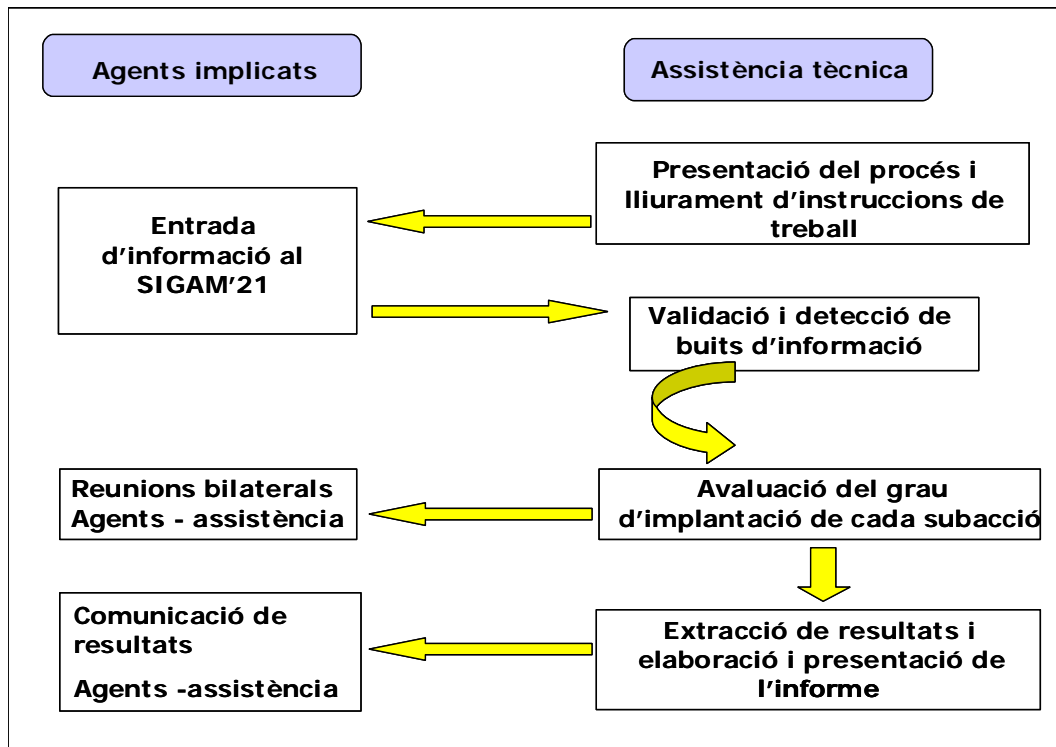 Agents implicats
Assistència tècnica
Presentació del procés i
lliurament d'instruccions de
treball
Entrada
d'informació al
SIGAM'21
Validació i detecció de
buits d'informació
Reunions bilaterals
Agents - assistència
Avaluació del grau
d'implantació de cada subacció
Comunicació de
resultats
Agents -assistència
Extracció de resultats i
elaboració i presentació de
l'informe